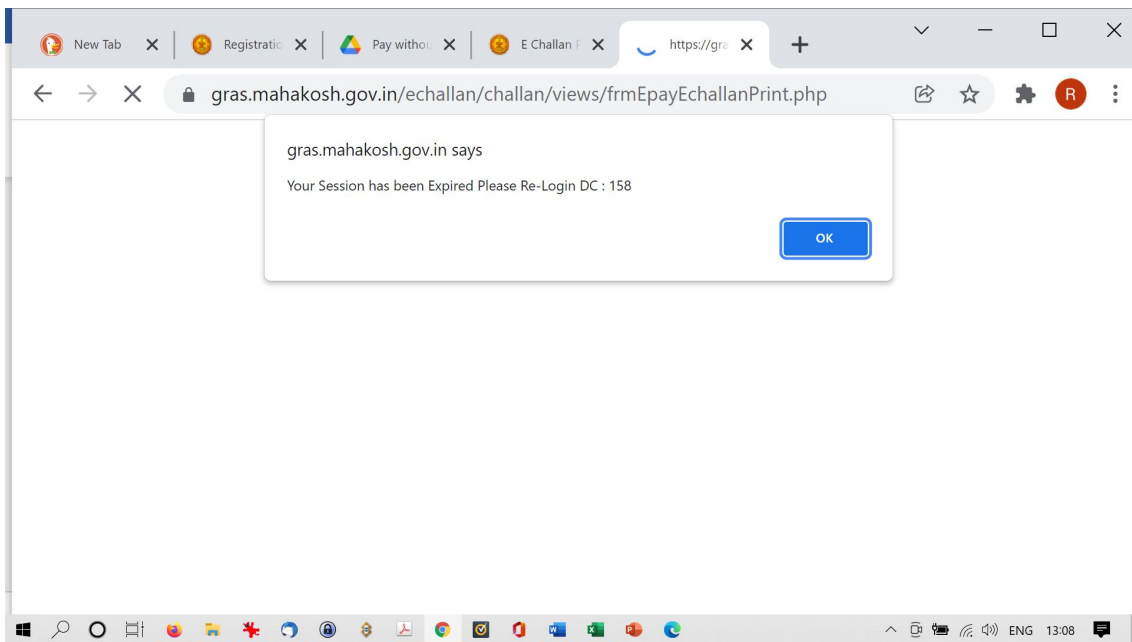 New Tab
Registratio
Pay withou
E Challan P
https://gra
gras.mahakosh.gov.in/echallan/challan/views/frmEpayEchallanPrint.php
R
gras.mahakosh.gov.in says
Your Session has been Expired Please Re-Login DC : 158
OK
ENG 13:08